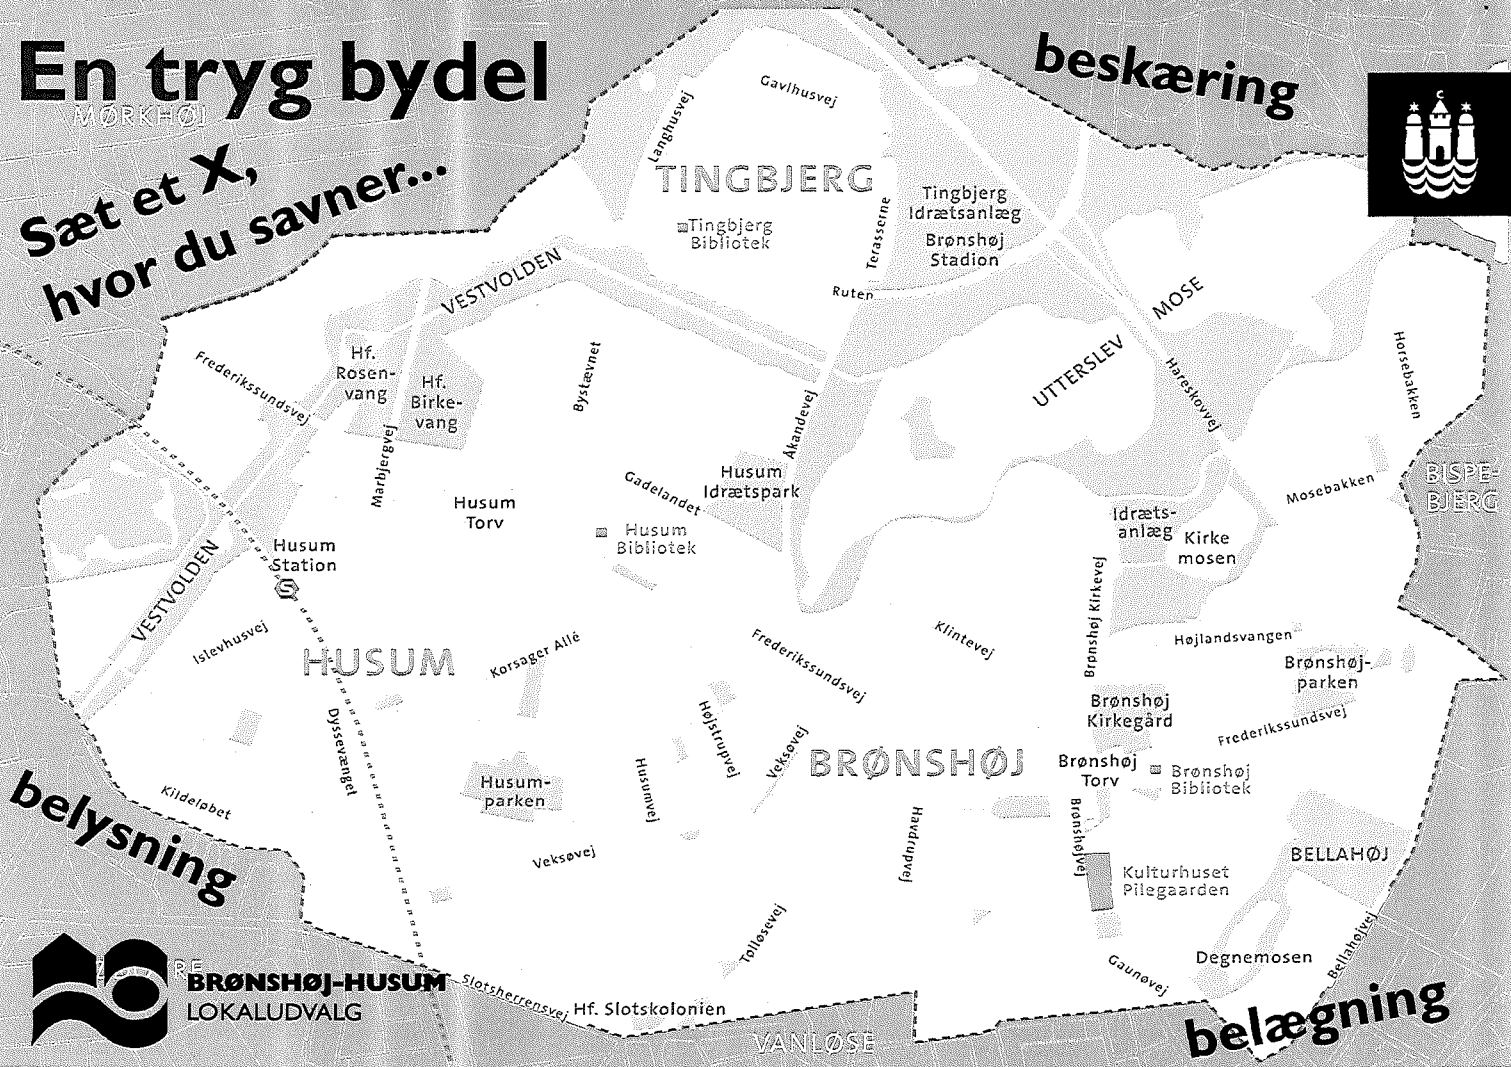 En tryg bydel
MØRKHØJ
Sæt et X,
hvor du savner...
beskæring
Gavlhusvej
Langhusvej
TINGBJERG
Tingbjerg
Bibliotek
Terasserne
Tingbjerg
Idrætsanlæg
Brønshøj
Stadion
Ruten
VESTVOLDEN
UTTERSLEV
MOSE
Hareskovvej
Horsebakken
Frederikssundsvej
Hf.
Rosen-
vang
Hf.
Birke-
vang
Bystævnet
Åkandevej
Marbjergvej
Husum
Torv
Gadelandet
Husum
Idrætspark
Husum
Bibliotek
Mosebakken
BISPE-
BJERG
Idræts-
anlæg
Kirke
mosen
Husum
Station
S
VESTVOLDEN
Islevhusvej
HUSUM
Korsager Allé
Frederikssundsvej
Klintevej
Brønshøj Kirkevej
Højlandsvangen
Brønshøj-
parken
Brønshøj
Kirkegård
Frederikssundsvej
Dyssevænget
Højstrupvej
Veksøvej
BRØNSHØJ
Brønshøj
Torv
Brønshøj
Bibliotek
Husum-
parken
Husumvej
Kildeløbet
belysning
Veksøvej
Havdrupvej
Brønshøjvej
Kulturhuset
Pilegaarden
BELLAHØJ
Tølløsevej
Degnemosen
Bellahøjvej
Gaunøvej
BRØNSHØJ-HUSUM
LOKALUDVALG
Slotsherrensvej
Hf. Slotskolonien
VANLØSE
belægning